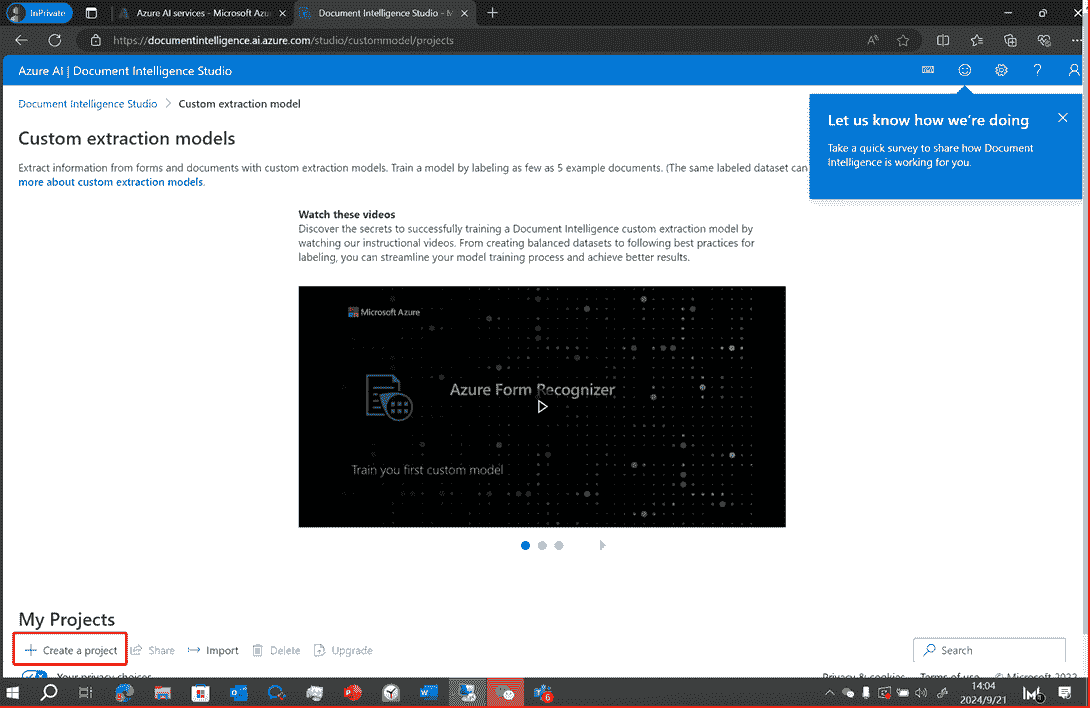 InPrivate
Azure AI services - Microsoft Azu
Document Intelligence Studio - M
https://documentintelligence.ai.azure.com/studio/custommodel/projects
Azure AI | Document Intelligence Studio
Document Intelligence Studio > Custom extraction model
Let us know how we're doing
Take a quick survey to share how Document
Intelligence is working for you.
Custom extraction models
Extract information from forms and documents with custom extraction models. Train a model by labeling as few as 5 example documents. (The same labeled dataset can
more about custom extraction models.
Watch these videos
Discover the secrets to successfully training a Document Intelligence custom extraction model by
watching our instructional videos. From creating balanced datasets to following best practices for
labeling, you can streamline your model training process and achieve better results.
Microsoft Azure
Azure Form Recognizer
Train you first custom model
My Projects
Create a project
Share
Import
Delete
Upgrade
Search
Your privacy choices
Privacy & cookies
Terms of use
© Microsoft 2023
14:04
2024/9/21